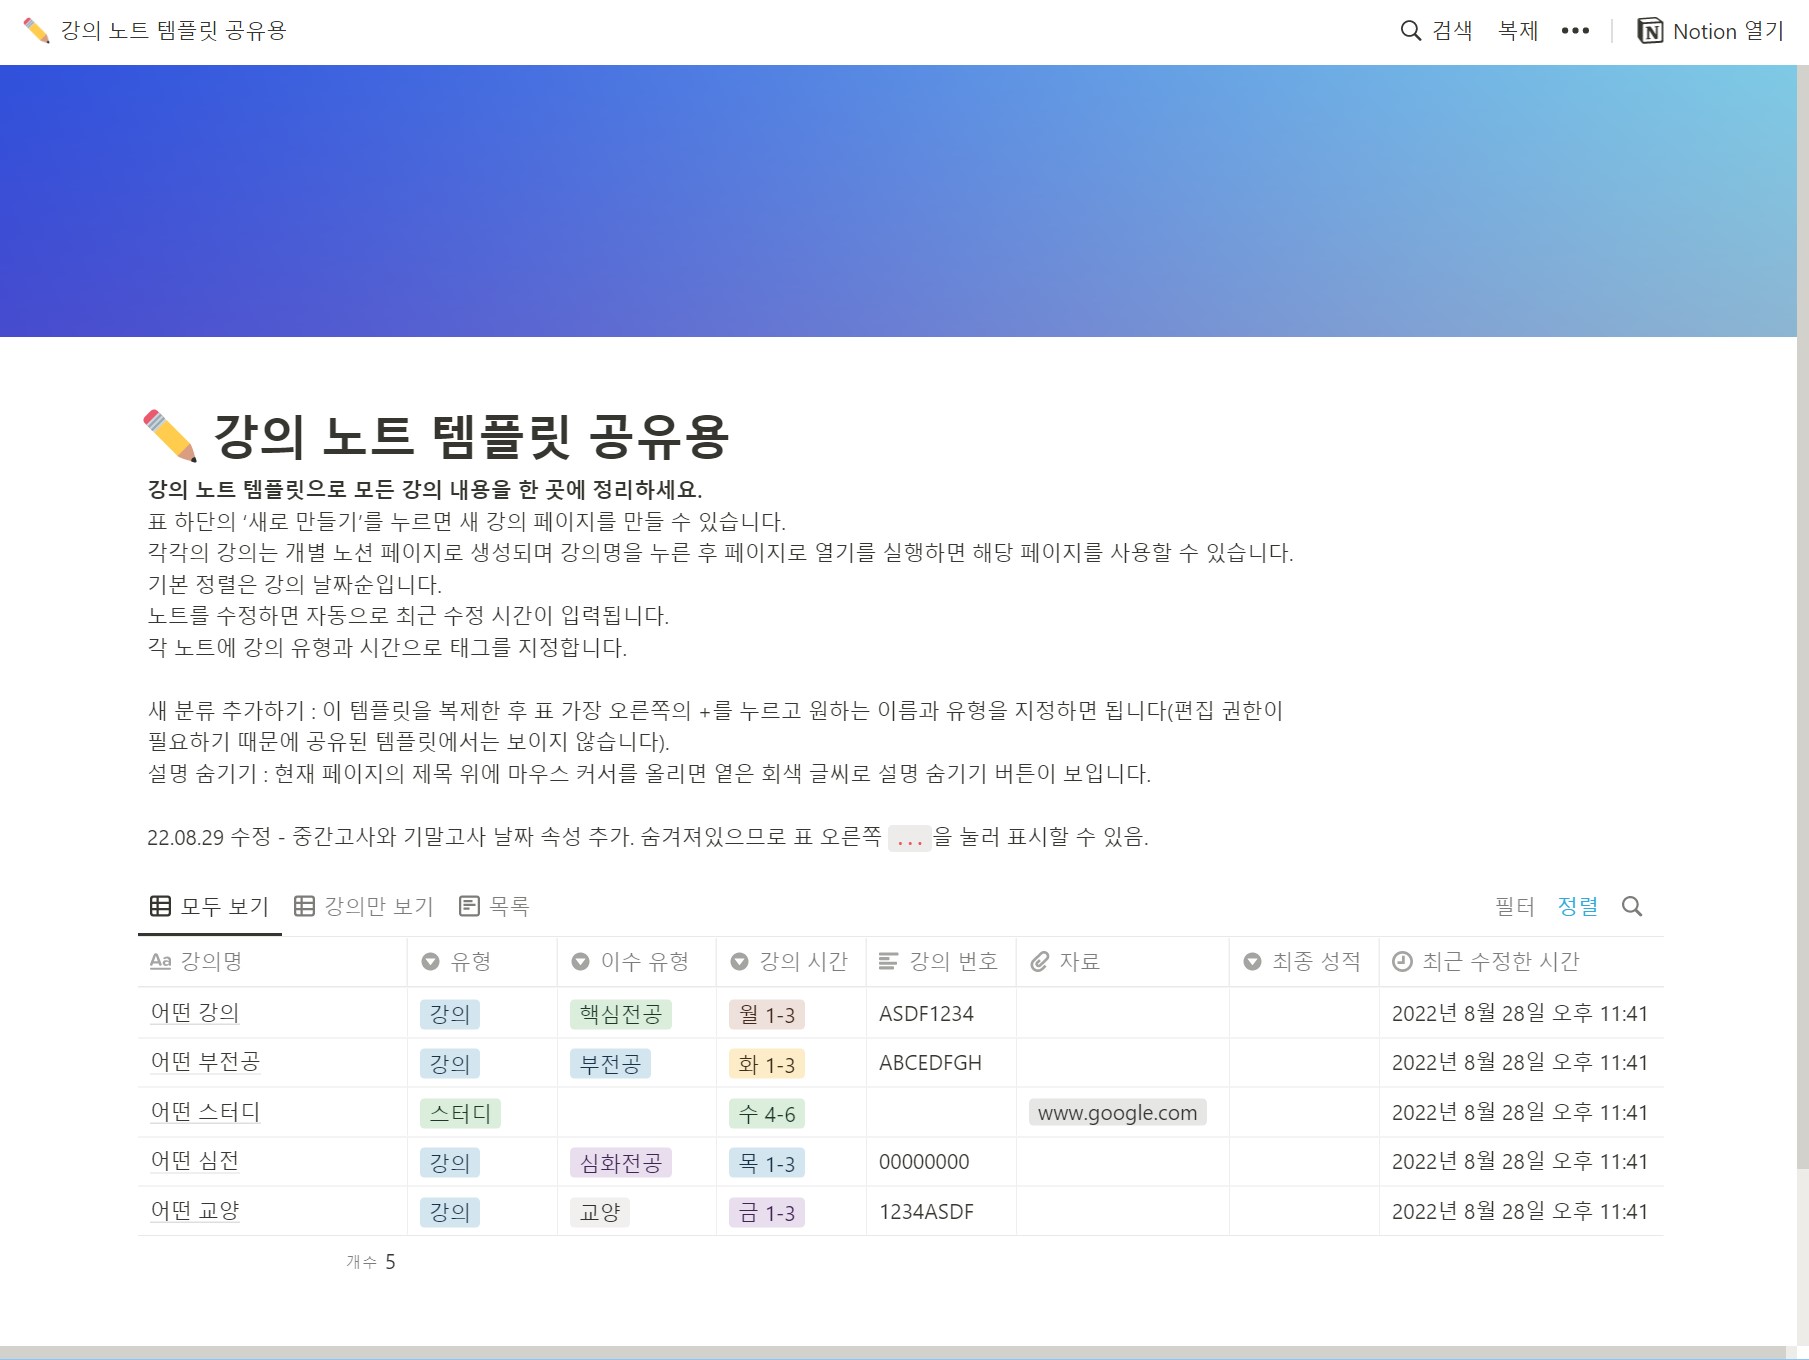 강의 노트 템플릿 공유용
검색 복제 ••• Notion 열기
강의 노트 템플릿 공유용
강의 노트 템플릿으로 모든 강의 내용을 한 곳에 정리하세요.
표 하단의 ‘새로 만들기’를 누르면 새 강의 페이지를 만들 수 있습니다.
각각의 강의는 개별 노션 페이지로 생성되며 강의명을 누른 후 페이지로 열기를 실행하면 해당 페이지를 사용할 수 있습니다.
기본 정렬은 강의 날짜순입니다.
노트를 수정하면 자동으로 최근 수정 시간이 입력됩니다.
각 노트에 강의 유형과 시간으로 태그를 지정합니다.
새 분류 추가하기 : 이 템플릿을 복제한 후 표 가장 오른쪽의 +를 누르고 원하는 이름과 유형을 지정하면 됩니다(편집 권한이
필요하기 때문에 공유된 템플릿에서는 보이지 않습니다).
설명 숨기기 : 현재 페이지의 제목 위에 마우스 커서를 올리면 옅은 회색 글씨로 설명 숨기기 버튼이 보입니다.
22.08.29 수정 - 중간고사와 기말고사 날짜 속성 추가. 숨겨져있으므로 표 오른쪽 ...을 눌러 표시할 수 있음.
모두 보기 강의만 보기 목록 필터 정렬
Aa 강의명 유형 이수 유형 강의 시간 강의 번호 자료 최종 성적 최근 수정한 시간
어떤 강의 강의 핵심전공 월 1-3 ASDF1234 2022년 8월 28일 오후 11:41
어떤 부전공 강의 부전공 화 1-3 ABCEDFGH 2022년 8월 28일 오후 11:41
어떤 스터디 스터디 수 4-6 www.google.com 2022년 8월 28일 오후 11:41
어떤 심전 강의 심화전공 목 1-3 00000000 2022년 8월 28일 오후 11:41
어떤 교양 강의 교양 금 1-3 1234ASDF 2022년 8월 28일 오후 11:41
개수 5